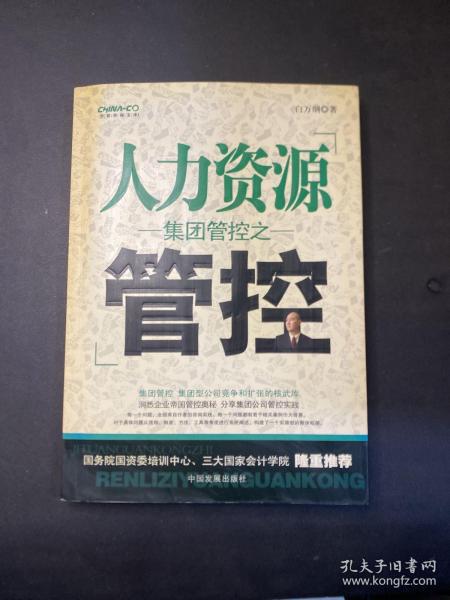 CHINA-CO
白万纲◎著
「人力资源
集团管控之
管控」
集团管控 集团型公司竞争和扩张的核武库
洞悉企业帝国管控奥秘 分享集团公司管控实践
JITUANGUANKONGZHI
国务院国资委培训中心、三大国家会计学院 隆重推荐
RENLIZIYUANGUANKONG
中国发展出版社
孔夫子旧书网
www.kongfz.com